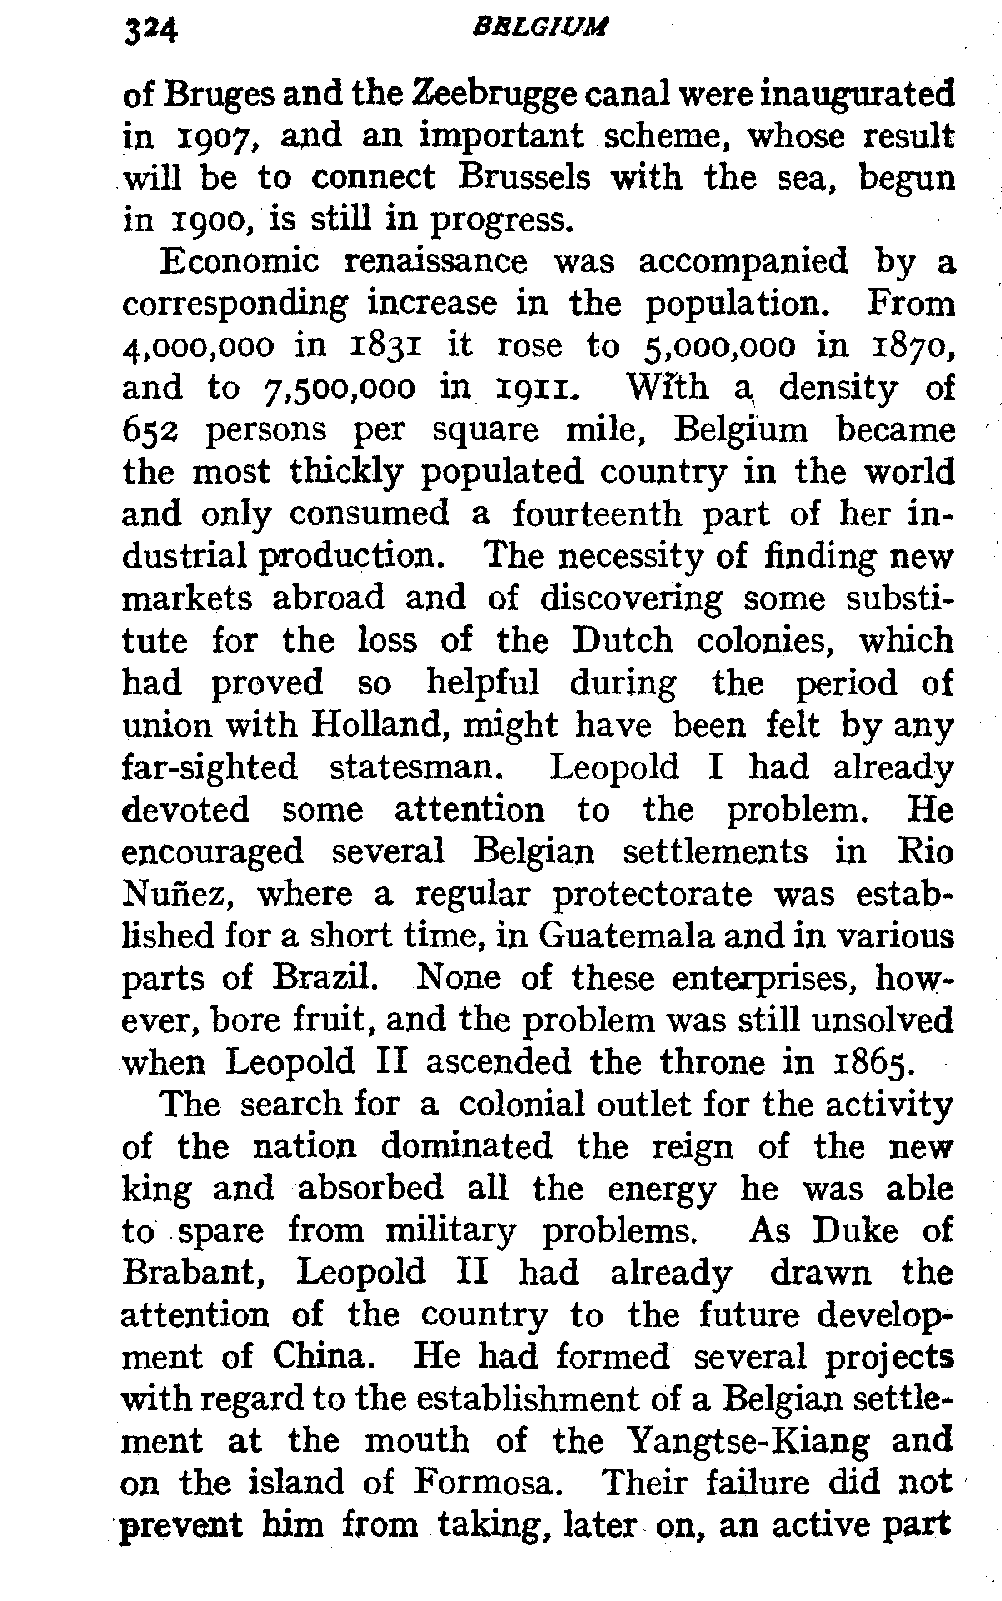 324 BELGIUM
of Bruges and the Zeebrugge canal were inaugurated
in 1907, and an important scheme, whose result
will be to connect Brussels with the sea, begun
in 1900, is still in progress.
Economic renaissance was accompanied by a
corresponding increase in the population. From
4,000,000 in 1831 it rose to 5,000,000 in 1870,
and to 7,500,000 in 1911. With a density of
652 persons per square mile, Belgium became
the most thickly populated country in the world
and only consumed a fourteenth part of her in-
dustrial production. The necessity of finding new
markets abroad and of discovering some substi-
tute for the loss of the Dutch colonies, which
had proved so helpful during the period of
union with Holland, might have been felt by any
far-sighted statesman. Leopold I had already
devoted some attention to the problem. He
encouraged several Belgian settlements in Rio
Nuñez, where a regular protectorate was estab-
lished for a short time, in Guatemala and in various
parts of Brazil. None of these enterprises, how-
ever, bore fruit, and the problem was still unsolved
when Leopold II ascended the throne in 1865.
The search for a colonial outlet for the activity
of the nation dominated the reign of the new
king and absorbed all the energy he was able
to spare from military problems. As Duke of
Brabant, Leopold II had already drawn the
attention of the country to the future develop-
ment of China. He had formed several projects
with regard to the establishment of a Belgian settle-
ment at the mouth of the Yangtse-Kiang and
on the island of Formosa. Their failure did not
prevent him from taking, later on, an active part